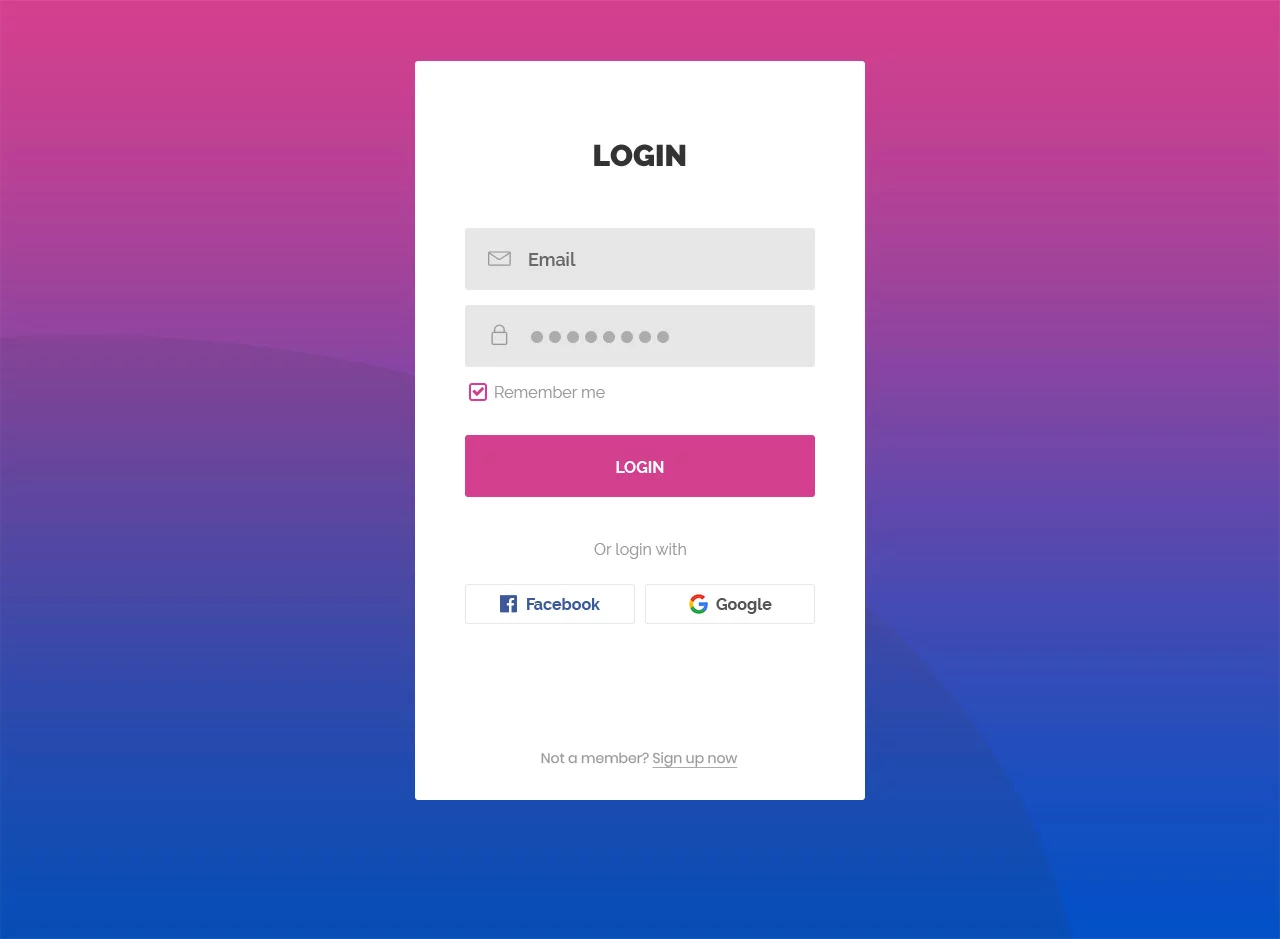 LOGIN
Email
Remember me
LOGIN
Or login with
Facebook
Google
Not a member? Sign up now